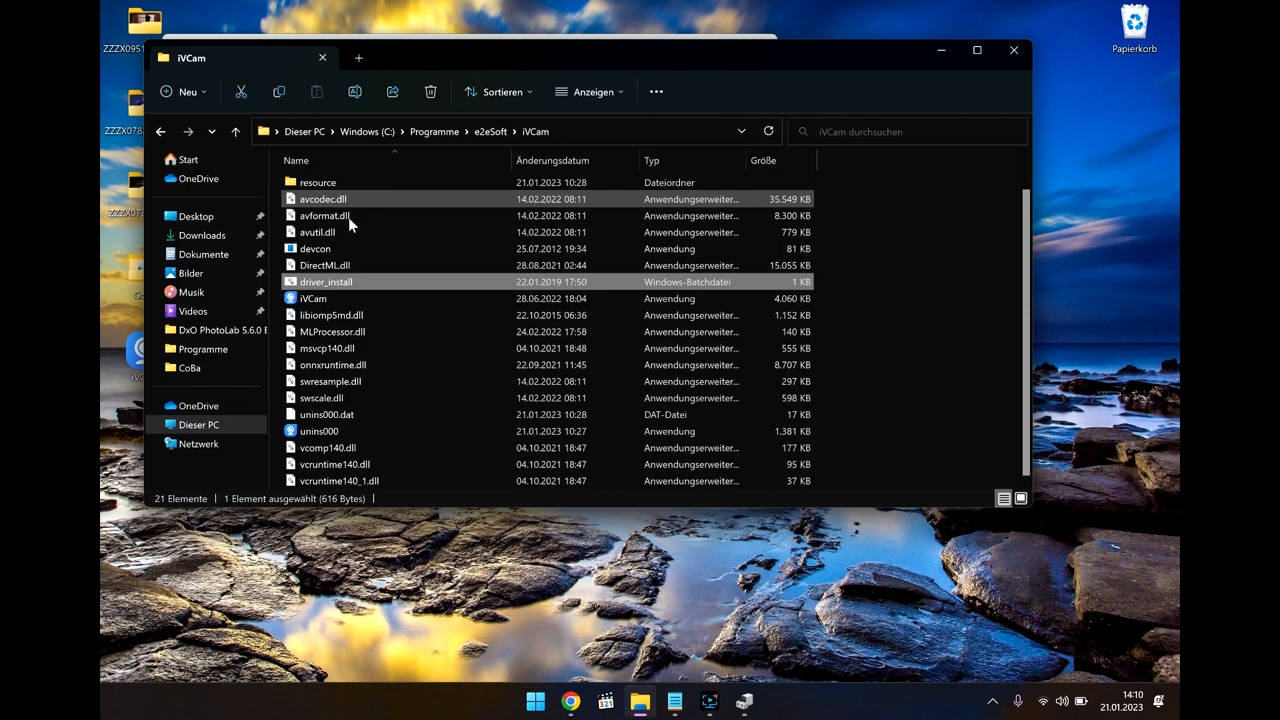 ZZZX0951
Papierkorb
iVCam
Neu
Sortieren
Anzeigen
Dieser PC
Windows (C:)
Programme
e2eSoft
iVCam
iVCam durchsuchen
Start
OneDrive
Desktop
Downloads
Dokumente
Bilder
Musik
Videos
DxO PhotoLab 5.6.0 E
Programme
CoBa
OneDrive
Dieser PC
Netzwerk
Name Änderungsdatum Typ Größe
resource 21.01.2023 10:28 Dateiordner
avcodec.dll 14.02.2022 08:11 Anwendungserweiter... 35.549 KB
avformat.dll 14.02.2022 08:11 Anwendungserweiter... 8.300 KB
avutil.dll 14.02.2022 08:11 Anwendungserweiter... 779 KB
devcon 25.07.2012 19:34 Anwendung 81 KB
DirectML.dll 28.08.2021 02:44 Anwendungserweiter... 15.055 KB
driver_install 22.01.2019 17:50 Windows-Batchdatei 1 KB
iVCam 28.06.2022 18:04 Anwendung 4.060 KB
libiomp5md.dll 22.10.2015 06:36 Anwendungserweiter... 1.152 KB
MLProcessor.dll 24.02.2022 17:58 Anwendungserweiter... 140 KB
msvcp140.dll 04.10.2021 18:48 Anwendungserweiter... 555 KB
onnxruntime.dll 22.09.2021 11:45 Anwendungserweiter... 8.707 KB
swresample.dll 14.02.2022 08:11 Anwendungserweiter... 297 KB
swscale.dll 14.02.2022 08:11 Anwendungserweiter... 598 KB
unins000.dat 21.01.2023 10:28 DAT-Datei 17 KB
unins000 21.01.2023 10:27 Anwendung 1.381 KB
vcomp140.dll 04.10.2021 18:47 Anwendungserweiter... 177 KB
vcruntime140.dll 04.10.2021 18:47 Anwendungserweiter... 95 KB
vcruntime140_1.dll 04.10.2021 18:47 Anwendungserweiter... 37 KB
21 Elemente
1 Element ausgewählt (616 Bytes)
321
14:10
21.01.2023